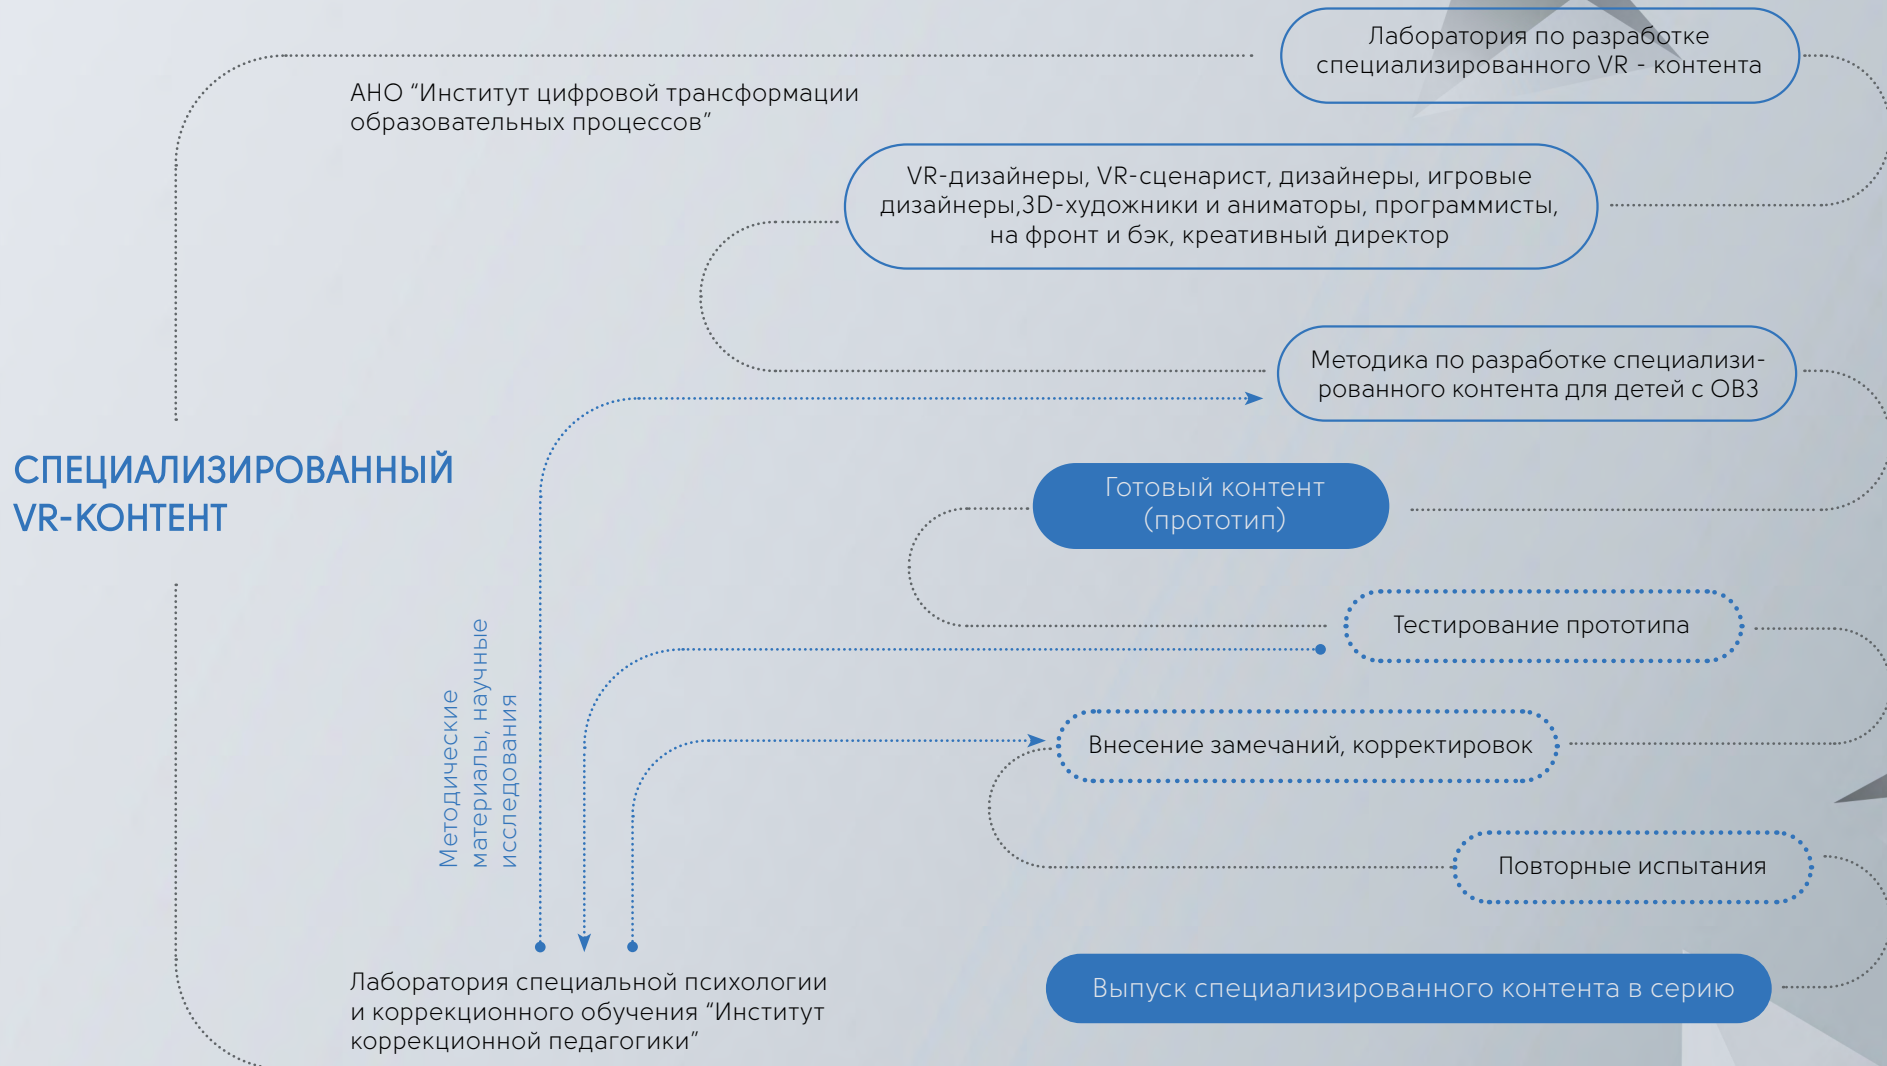 Лаборатория по разработке
специализированного VR - контента
АНО “Институт цифровой трансформации
образовательных процессов”
VR-дизайнеры, VR-сценарист, дизайнеры, игровые
дизайнеры,3D-художники и аниматоры, программисты,
на фронт и бэк, креативный директор
Методика по разработке специализи-
рованного контента для детей с ОВЗ
СПЕЦИАЛИЗИРОВАННЫЙ
VR-КОНТЕНТ
Готовый контент
(прототип)
Тестирование прототипа
Методические
материалы, научные
исследования
Внесение замечаний, корректировок
Повторные испытания
Лаборатория специальной психологии
и коррекционного обучения “Институт
коррекционной педагогики”
Выпуск специализированного контента в серию